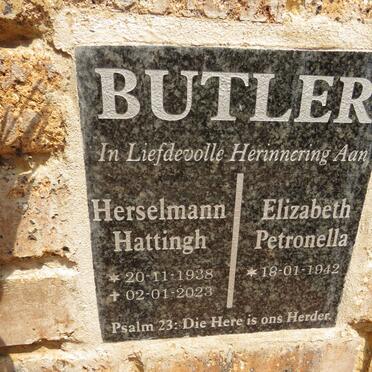 BUTLER
In Liefdevolle Herinnering Aan
Herselmann
Hattingh
* 20-11-1938
✝ 02-01-2023
Elizabeth
Petronella
* 18-01-1942
Psalm 23: Die Here is ons Herder.